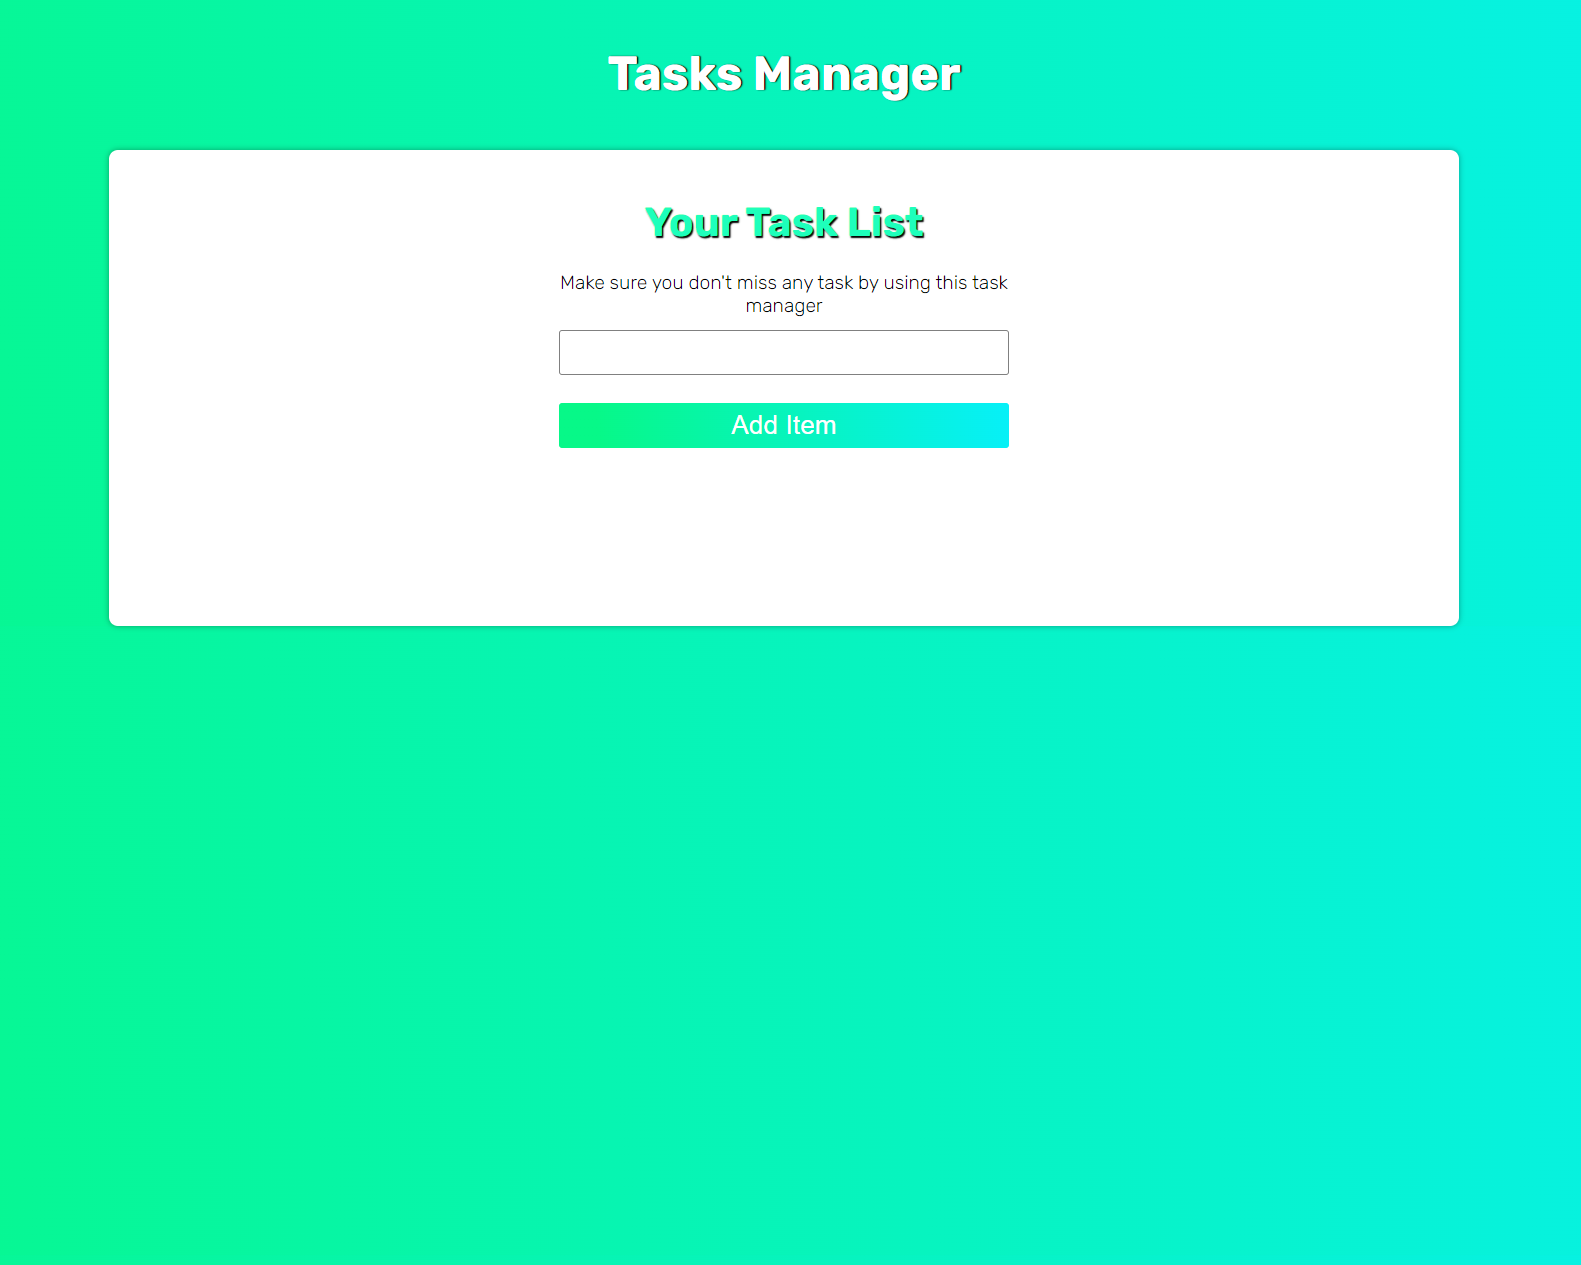 Tasks Manager
Your Task List
Make sure you don't miss any task by using this task
manager
Add Item